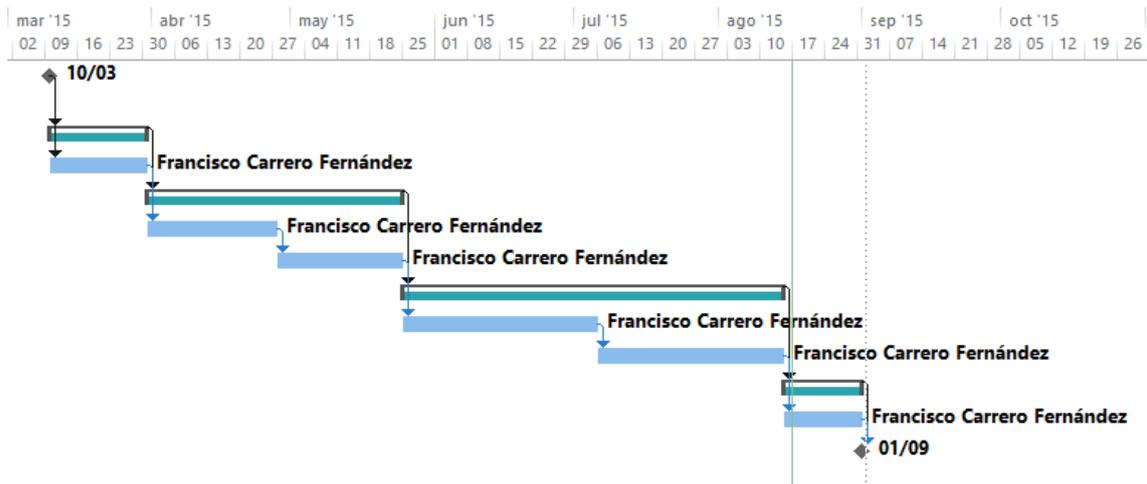 mar '15 abr '15 may '15 jun '15 jul '15 ago '15 sep '15 oct '15
02 09 16 23 30 06 13 20 27 04 11 18 25 01 08 15 22 29 06 13 20 27 03 10 17 24 31 07 14 21 28 05 12 19 26
10/03
Francisco Carrero Fernández
Francisco Carrero Fernández
Francisco Carrero Fernández
Francisco Carrero Fernández
Francisco Carrero Fernández
Francisco Carrero Fernández
01/09